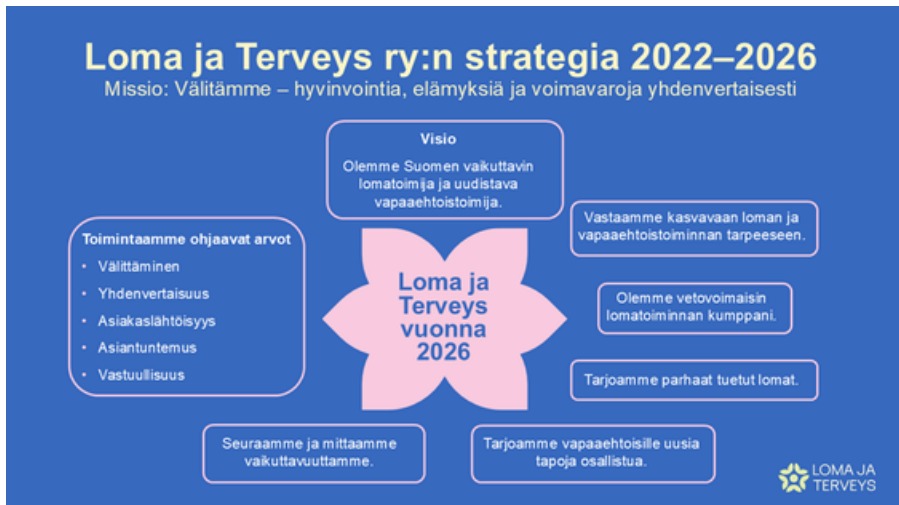 Loma ja Terveys ry:n strategia 2022–2026
Missio: Välitämme – hyvinvointia, elämyksiä ja voimavaroja yhdenvertaisesti
Visio
Olemme Suomen vaikuttavin
lomatoimija ja uudistava
vapaaehtoistoimija.
Toimintaamme ohjaavat arvot
• Välittäminen
• Yhdenvertaisuus
• Asiakaslähtöisyys
• Asiantuntemus
• Vastuullisuus
Loma ja
Terveys
vuonna
2026
Vastaamme kasvavaan loman ja
vapaaehtoistoiminnan tarpeeseen.
Olemme vetovoimaisin
lomatoiminnan kumppani.
Tarjoamme parhaat tuetut lomat.
Seuraamme ja mittaamme
vaikuttavuuttamme.
Tarjoamme vapaaehtoisille uusia
tapoja osallistua.
LOMA JA
TERVEYS